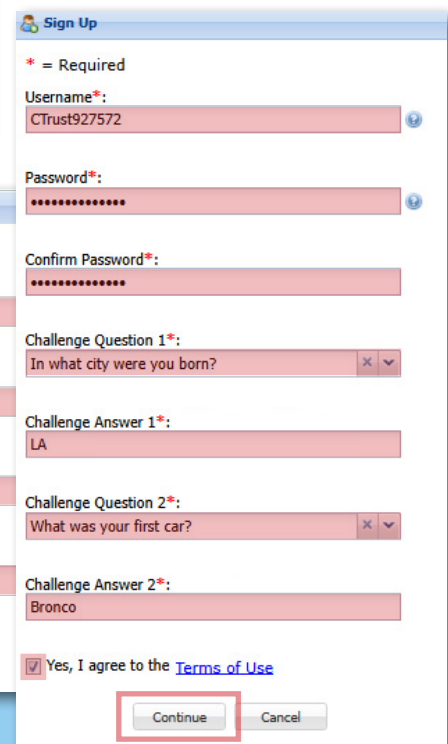 Sign Up
* = Required
Username*:
CTrust927572
Password*:
••••••••••••••
Confirm Password*:
••••••••••••••
Challenge Question 1*:
In what city were you born?
Challenge Answer 1*:
LA
Challenge Question 2*:
What was your first car?
Challenge Answer 2*:
Bronco
Yes, I agree to the Terms of Use
Continue Cancel